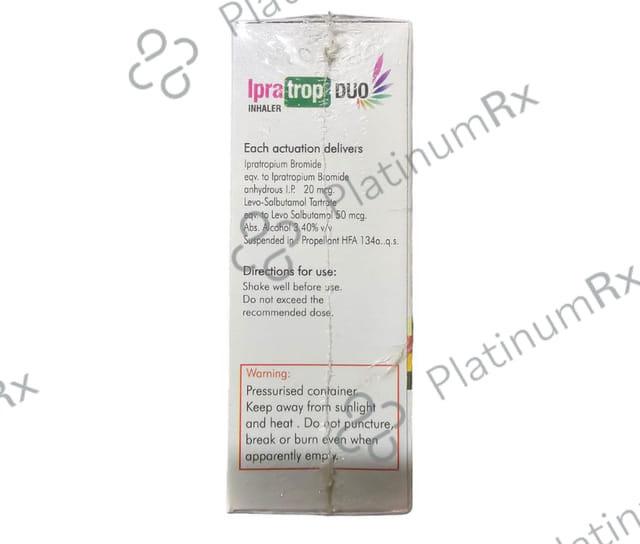 Ipratrop DUO
INHALER
Each actuation delivers
Ipratropium Bromide
eqv. to Ipratropium Bromide
anhydrous I.P. 20 mcg.
Levo-Salbutamol Tartrate
eqv. to Levo Salbutamol 50 mcg.
Abs. Alcohol 3.40% v/v
Suspended in : Propellant HFA 134a..q.s.
Directions for use:
Shake well before use.
Do not exceed the
recommended dose.
Warning:
Pressurised container
Keep away from sunlight
and heat . Do not puncture,
break or burn even when
apparently empty.
PlatinumRx
PlatinumRx
Rx
Platin
atinum